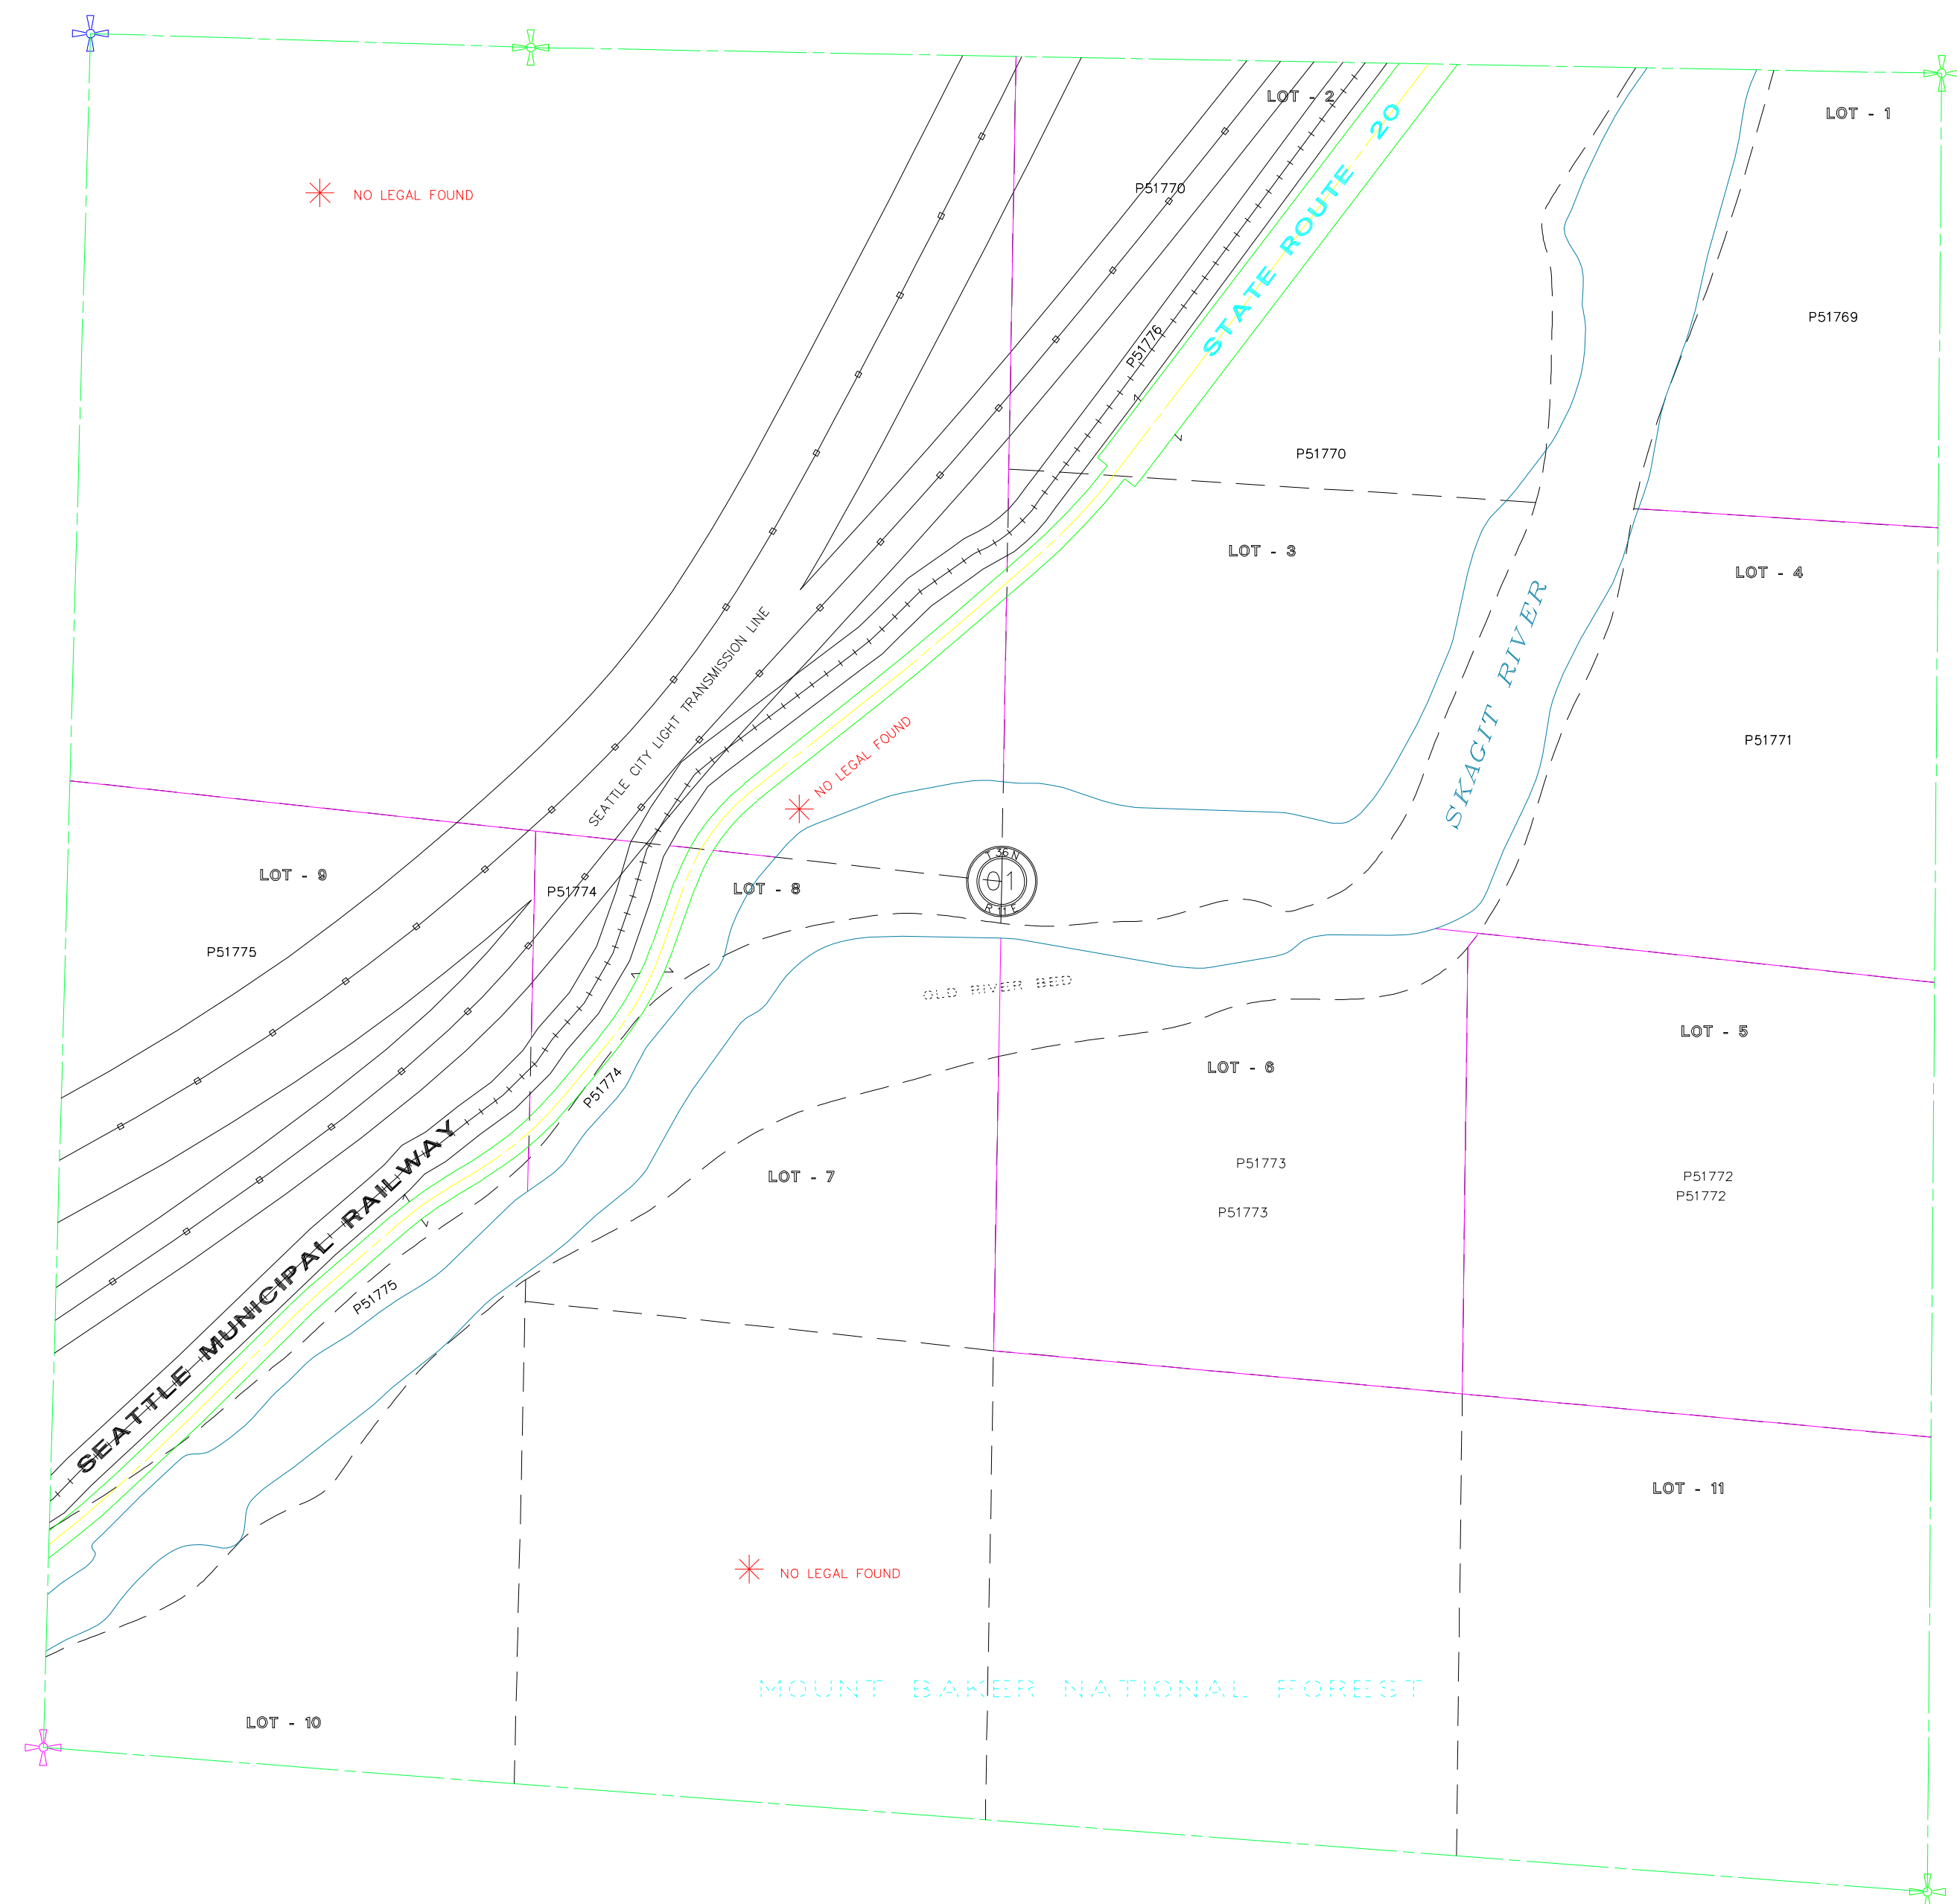 LOT - 2
LOT - 1
STATE ROUTE 20
NO LEGAL FOUND
P51770
P51769
P51776
P51770
LOT - 3
LOT - 4
SKAGIT RIVER
SEATTLE CITY LIGHT TRANSMISSION LINE
NO LEGAL FOUND
P51771
T 36 N
01
R 11 E
LOT - 9
P51774
LOT - 8
P51775
OLD RIVER BED
LOT - 5
LOT - 6
P51774
SEATTLE MUNICIPAL RAILWAY
LOT - 7
P51773
P51772
P51772
P51773
P51775
LOT - 11
NO LEGAL FOUND
MOUNT BAKER NATIONAL FOREST
LOT - 10